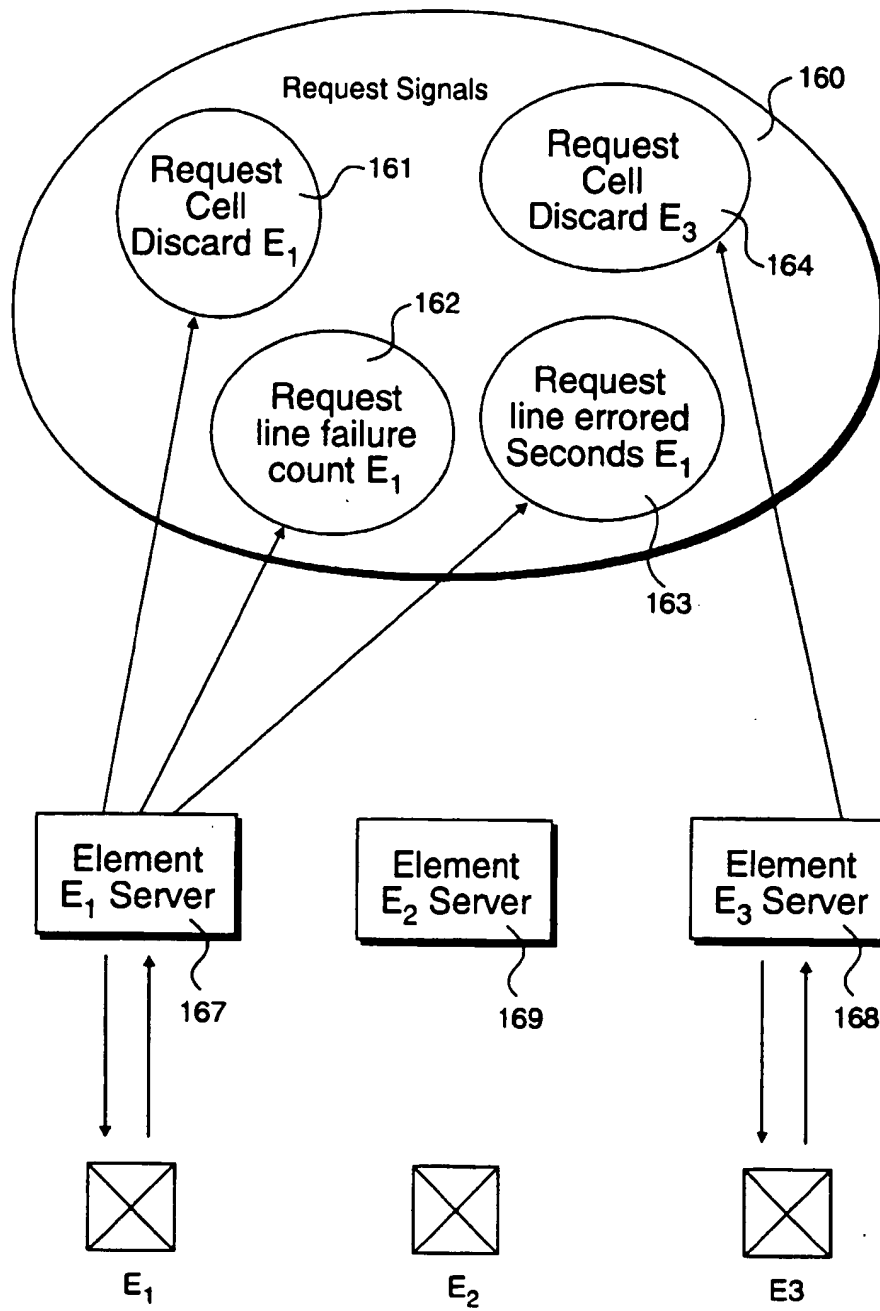 Request Signals
160
Request
Cell
Discard E₁
161
Request
Cell
Discard E₃
164
162
Request
line failure
count E₁
Request
line errored
Seconds E₁
163
Element
E₁ Server
Element
E₂ Server
Element
E₃ Server
167
169
168
E₁
E₂
E3